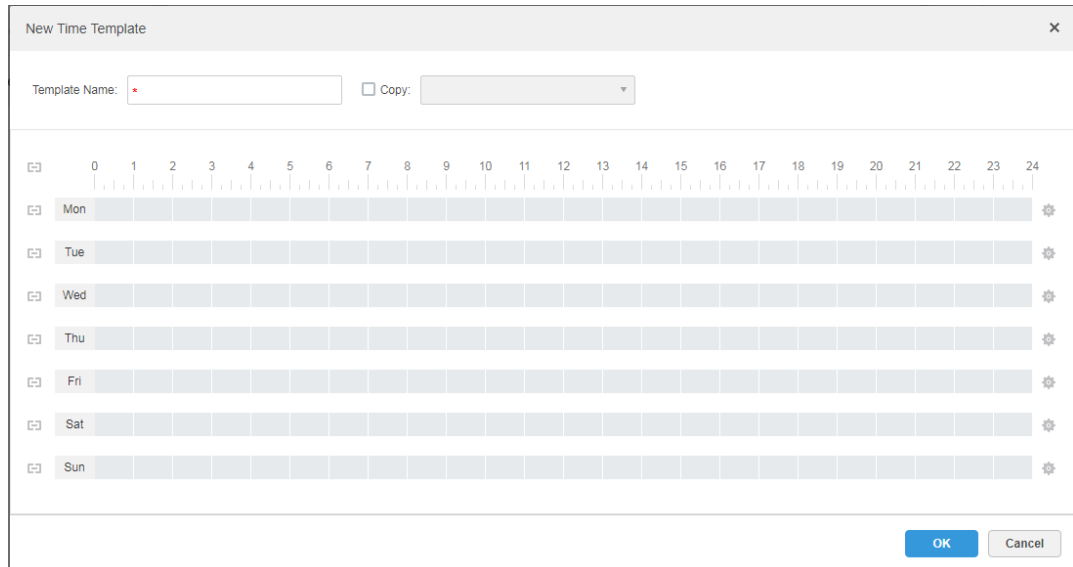 New Time Template ×
Template Name: * Copy:
0 1 2 3 4 5 6 7 8 9 10 11 12 13 14 15 16 17 18 19 20 21 22 23 24
Mon
Tue
Wed
Thu
Fri
Sat
Sun
OK Cancel